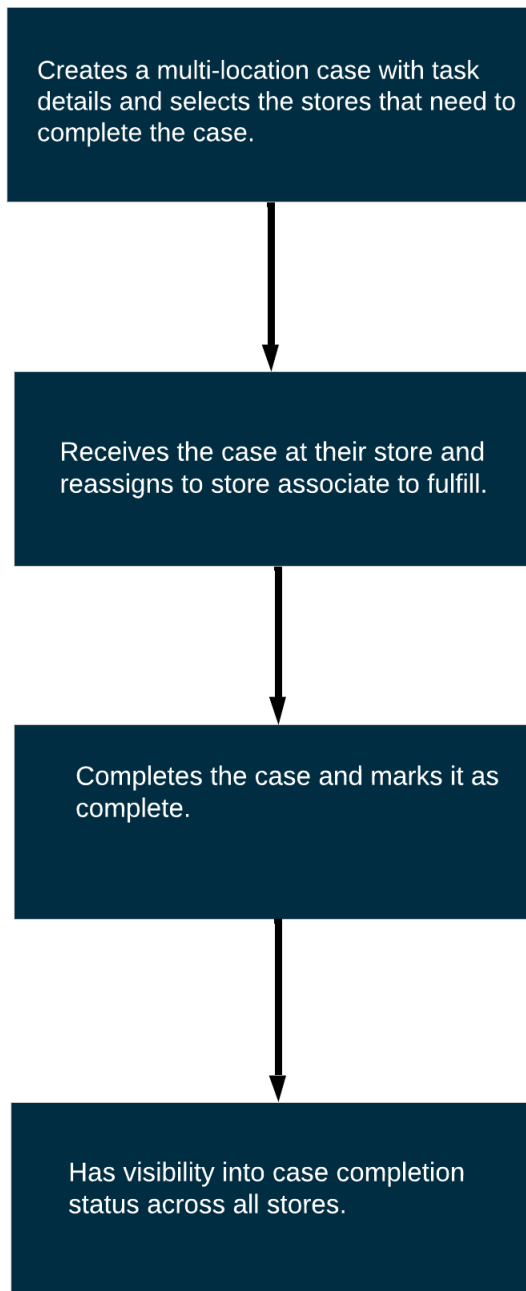 Creates a multi-location case with task
details and selects the stores that need to
complete the case.
Receives the case at their store and
reassigns to store associate to fulfill.
Completes the case and marks it as
complete.
Has visibility into case completion
status across all stores.